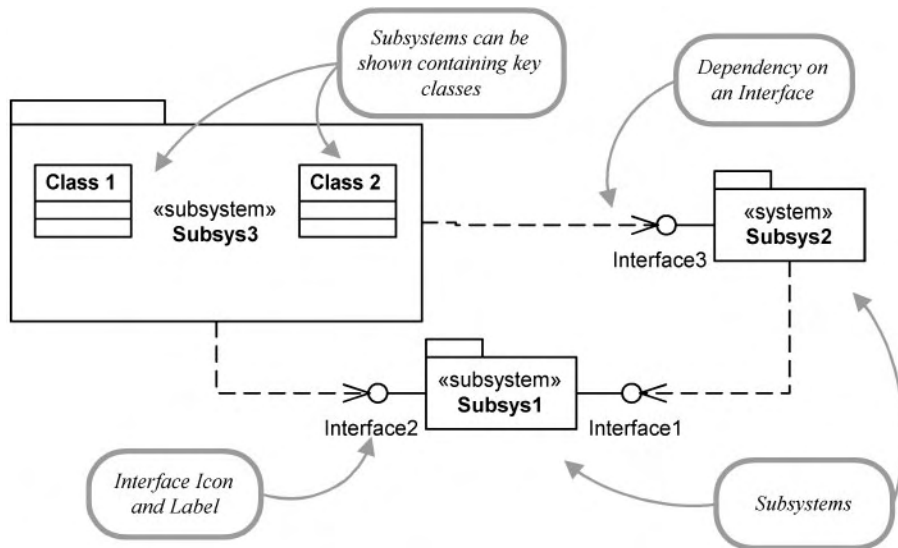 Subsystems can be
shown containing key
classes
Dependency on
an Interface
Class 1
Class 2
«subsystem»
Subsys3
«system»
Subsys2
Interface3
«subsystem»
Subsys1
Interface2
Interface1
Interface Icon
and Label
Subsystems